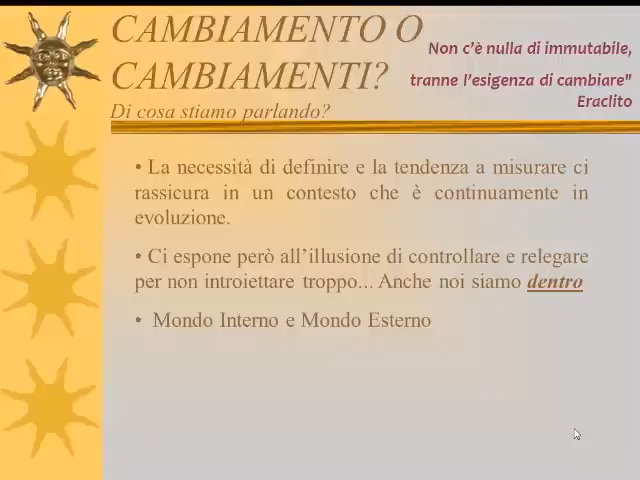 CAMBIAMENTO O
CAMBIAMENTI?
Di cosa stiamo parlando?
Non c'è nulla di immutabile,
tranne l'esigenza di cambiare"
Eraclito
• La necessità di definire e la tendenza a misurare ci
rassicura in un contesto che è continuamente in
evoluzione.
• Ci espone però all'illusione di controllare e relegare
per non introiettare troppo... Anche noi siamo dentro
• Mondo Interno e Mondo Esterno